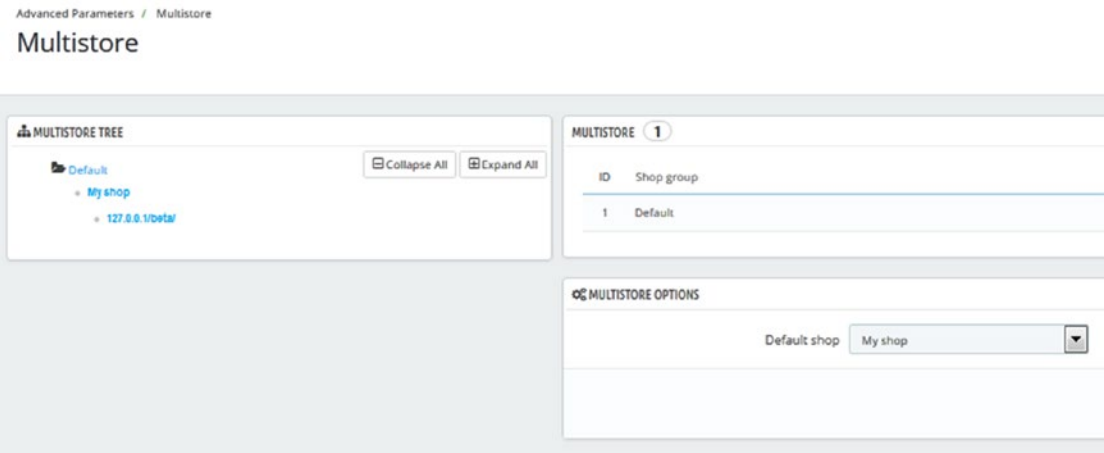 Advanced Parameters / Multistore
Multistore
MULTISTORE TREE
Collapse All Expand All
Default
My shop
127.0.0.1/beta/
MULTISTORE 1
ID Shop group
1 Default
MULTISTORE OPTIONS
Default shop My shop